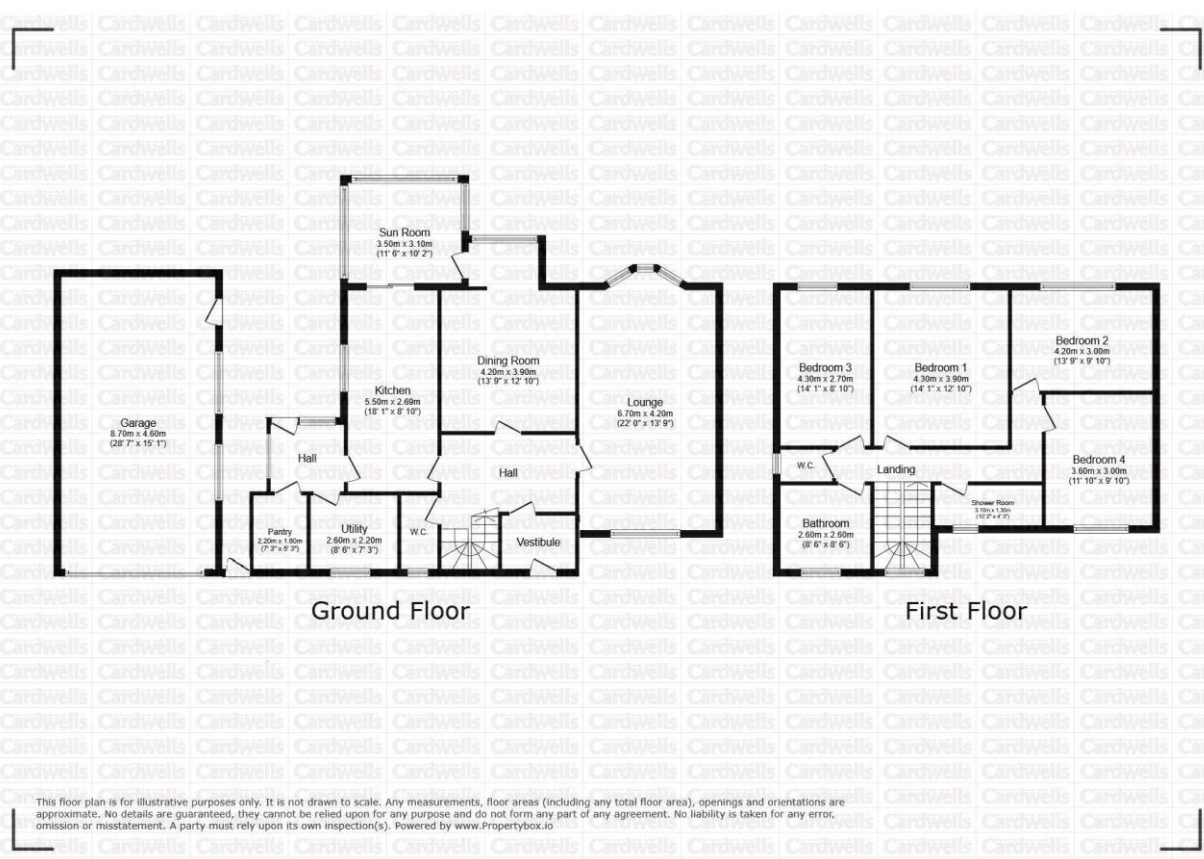 Sun Room
3.50m x 3.10m
(11' 6" x 10' 2")
Garage
8.70m x 4.60m
(28' 7" x 15' 1")
Kitchen
5.50m x 2.69m
(18' 1" x 8' 10")
Dining Room
4.20m x 3.90m
(13' 9" x 12' 10")
Lounge
6.70m x 4.20m
(22' 0" x 13' 9")
Hall
Hall
Pantry
2.20m x 1.60m
(7' 3" x 5' 3")
Utility
2.60m x 2.20m
(8' 6" x 7' 3")
W.C.
Vestibule
Ground Floor
Bedroom 3
4.30m x 2.70m
(14' 1" x 8' 10")
Bedroom 1
4.30m x 3.90m
(14' 1" x 12' 10")
Bedroom 2
4.20m x 3.00m
(13' 9" x 9' 10")
W.C.
Landing
Bedroom 4
3.60m x 3.00m
(11' 10" x 9' 10")
Bathroom
2.60m x 2.60m
(8' 6" x 8' 6")
Shower Room
3.10m x 1.30m
(10' 2" x 4' 3")
First Floor
This floor plan is for illustrative purposes only. It is not drawn to scale. Any measurements, floor areas (including any total floor area), openings and orientations are
approximate. No details are guaranteed, they cannot be relied upon for any purpose and do not form any part of any agreement. No liability is taken for any error,
omission or misstatement. A party must rely upon its own inspection(s). Powered by www.Propertybox.io
Cardwells